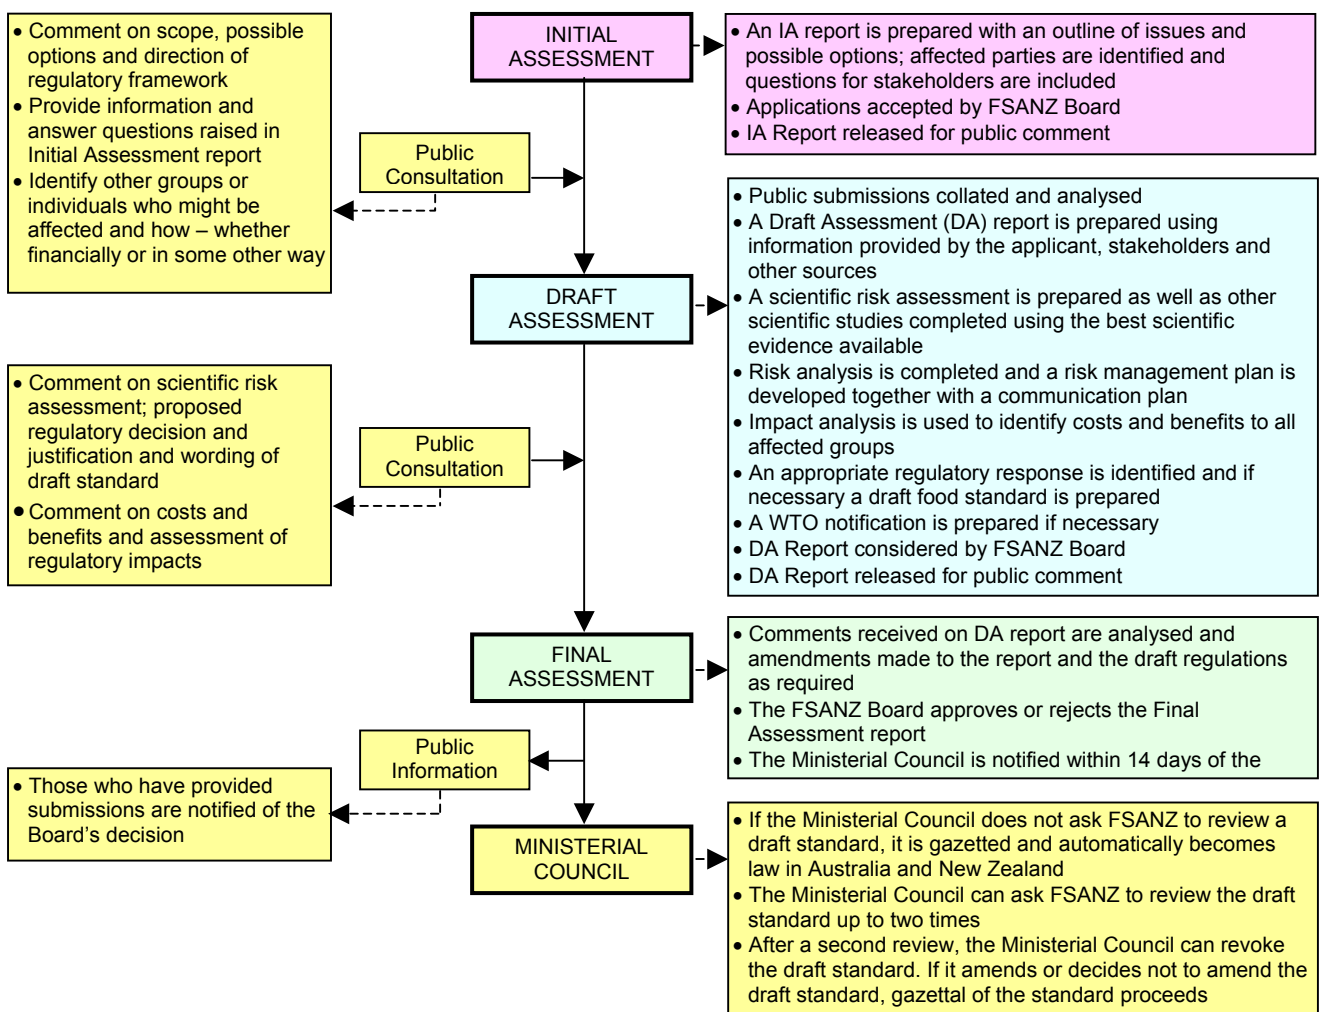 • Comment on scope, possible
options and direction of
regulatory framework
• Provide information and
answer questions raised in
Initial Assessment report
• Identify other groups or
individuals who might be
affected and how – whether
financially or in some other way
INITIAL
ASSESSMENT
• An IA report is prepared with an outline of issues and
possible options; affected parties are identified and
questions for stakeholders are included
• Applications accepted by FSANZ Board
• IA Report released for public comment
Public
Consultation
DRAFT
ASSESSMENT
• Public submissions collated and analysed
• A Draft Assessment (DA) report is prepared using
information provided by the applicant, stakeholders and
other sources
• A scientific risk assessment is prepared as well as other
scientific studies completed using the best scientific
evidence available
• Risk analysis is completed and a risk management plan is
developed together with a communication plan
• Impact analysis is used to identify costs and benefits to all
affected groups
• An appropriate regulatory response is identified and if
necessary a draft food standard is prepared
• A WTO notification is prepared if necessary
• DA Report considered by FSANZ Board
• DA Report released for public comment
• Comment on scientific risk
assessment; proposed
regulatory decision and
justification and wording of
draft standard
• Comment on costs and
benefits and assessment of
regulatory impacts
Public
Consultation
FINAL
ASSESSMENT
• Comments received on DA report are analysed and
amendments made to the report and the draft regulations
as required
• The FSANZ Board approves or rejects the Final
Assessment report
• The Ministerial Council is notified within 14 days of the
Public
Information
• Those who have provided
submissions are notified of the
Board’s decision
MINISTERIAL
COUNCIL
• If the Ministerial Council does not ask FSANZ to review a
draft standard, it is gazetted and automatically becomes
law in Australia and New Zealand
• The Ministerial Council can ask FSANZ to review the draft
standard up to two times
• After a second review, the Ministerial Council can revoke
the draft standard. If it amends or decides not to amend the
draft standard, gazettal of the standard proceeds